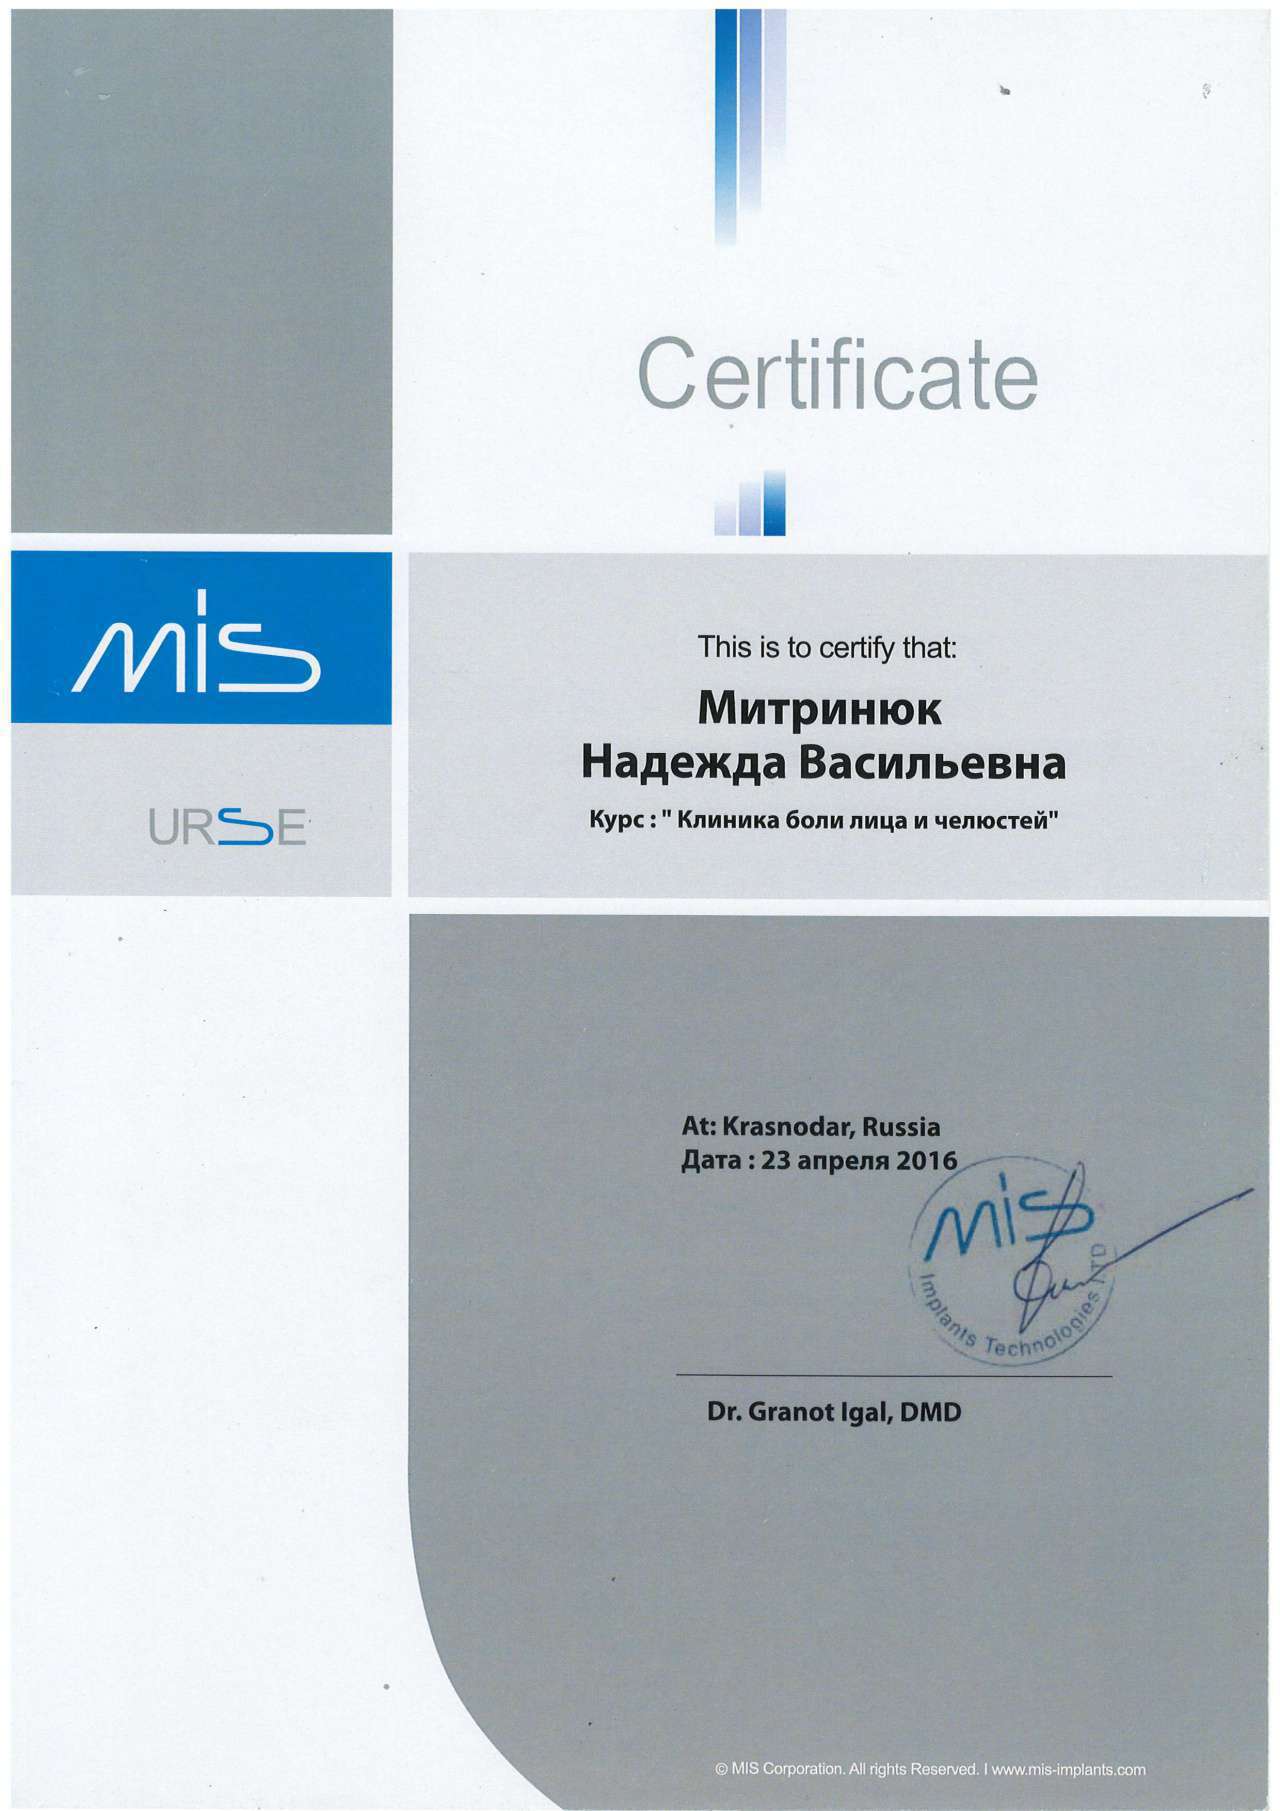 Certificate
mis
This is to certify that:
Митринюк
Надежда Васильевна
Курс : " Клиника боли лица и челюстей"
URSE
At: Krasnodar, Russia
Дата : 23 апреля 2016
mis
Implants Technologies LTD
Dr. Granot Igal, DMD
© MIS Corporation. All rights Reserved. I www.mis-implants.com